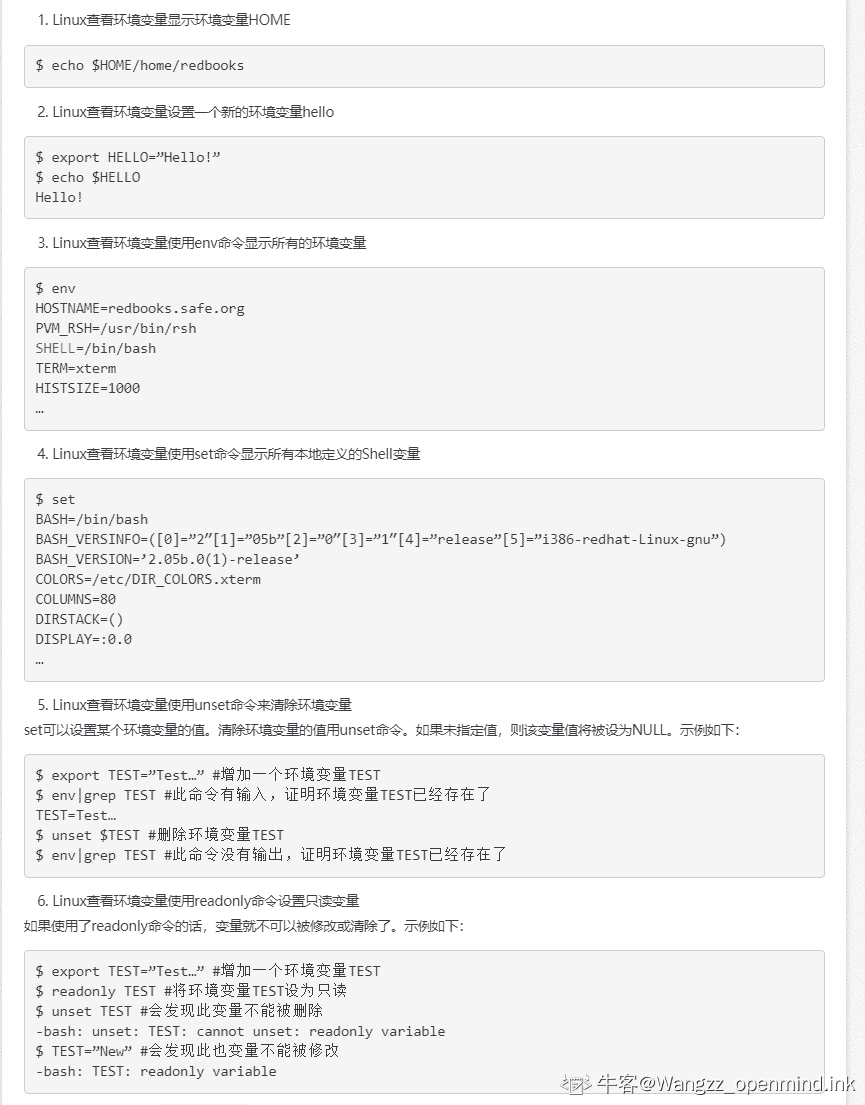 1. Linux查看环境变量显示环境变量HOME
$ echo $HOME/home/redbooks
2. Linux查看环境变量设置一个新的环境变量hello
$ export HELLO=”Hello!”
$ echo $HELLO
Hello!
3. Linux查看环境变量使用env命令显示所有的环境变量
$ env
HOSTNAME=redbooks.safe.org
PVM_RSH=/usr/bin/rsh
SHELL=/bin/bash
TERM=xterm
HISTSIZE=1000
…
4. Linux查看环境变量使用set命令显示所有本地定义的Shell变量
$ set
BASH=/bin/bash
BASH_VERSINFO=([0]=”2″[1]=”05b”[2]=”0″[3]=”1″[4]=”release”[5]=”i386-redhat-Linux-gnu”)
BASH_VERSION=’2.05b.0(1)-release’
COLORS=/etc/DIR_COLORS.xterm
COLUMNS=80
DIRSTACK=()
DISPLAY=:0.0
…
5. Linux查看环境变量使用unset命令来清除环境变量
set可以设置某个环境变量的值。清除环境变量的值用unset命令。如果未指定值，则该变量值将被设为NULL。示例如下：
$ export TEST=”Test…” #增加一个环境变量TEST
$ env|grep TEST #此命令有输入，证明环境变量TEST已经存在了
TEST=Test…
$ unset $TEST #删除环境变量TEST
$ env|grep TEST #此命令没有输出，证明环境变量TEST已经存在了
6. Linux查看环境变量使用readonly命令设置只读变量
如果使用了readonly命令的话，变量就不可以被修改或清除了。示例如下：
$ export TEST=”Test…” #增加一个环境变量TEST
$ readonly TEST #将环境变量TEST设为只读
$ unset TEST #会发现此变量不能被删除
-bash: unset: TEST: cannot unset: readonly variable
$ TEST=”New” #会发现此也变量不能被修改
-bash: TEST: readonly variable
牛客@Wangzz_openmind.ink